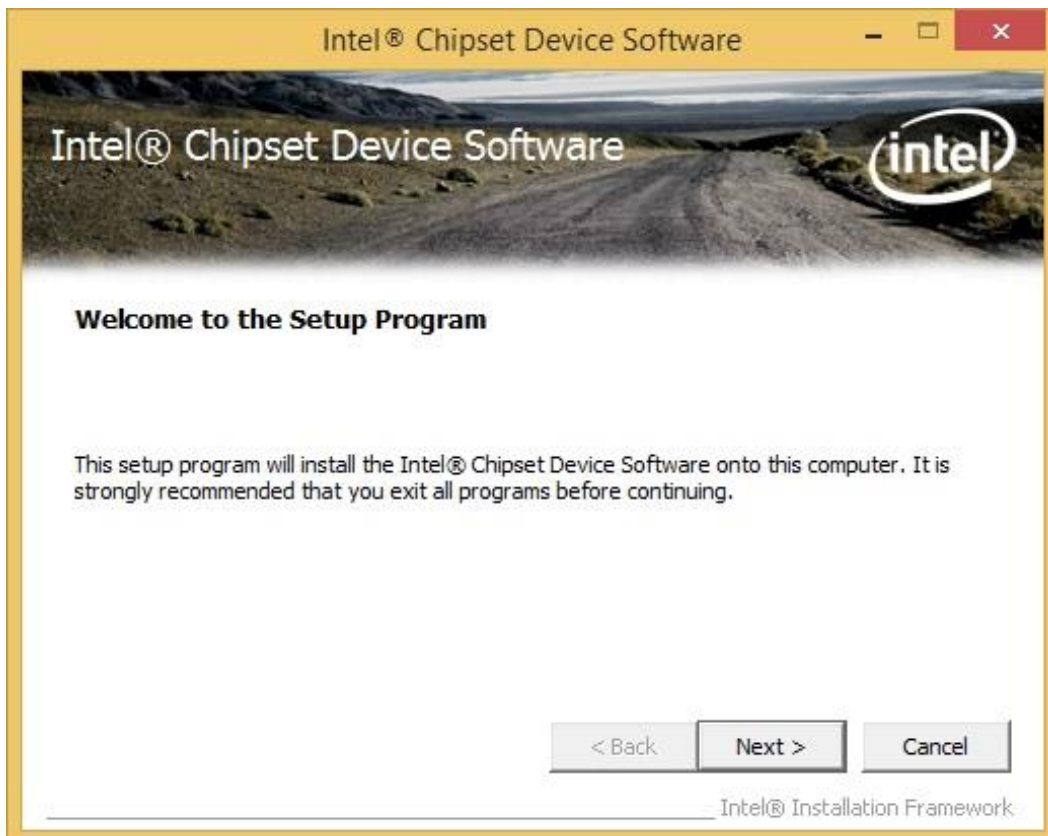 Intel® Chipset Device Software
Intel® Chipset Device Software
intel
Welcome to the Setup Program
This setup program will install the Intel® Chipset Device Software onto this computer. It is
strongly recommended that you exit all programs before continuing.
< Back
Next >
Cancel
Intel® Installation Framework